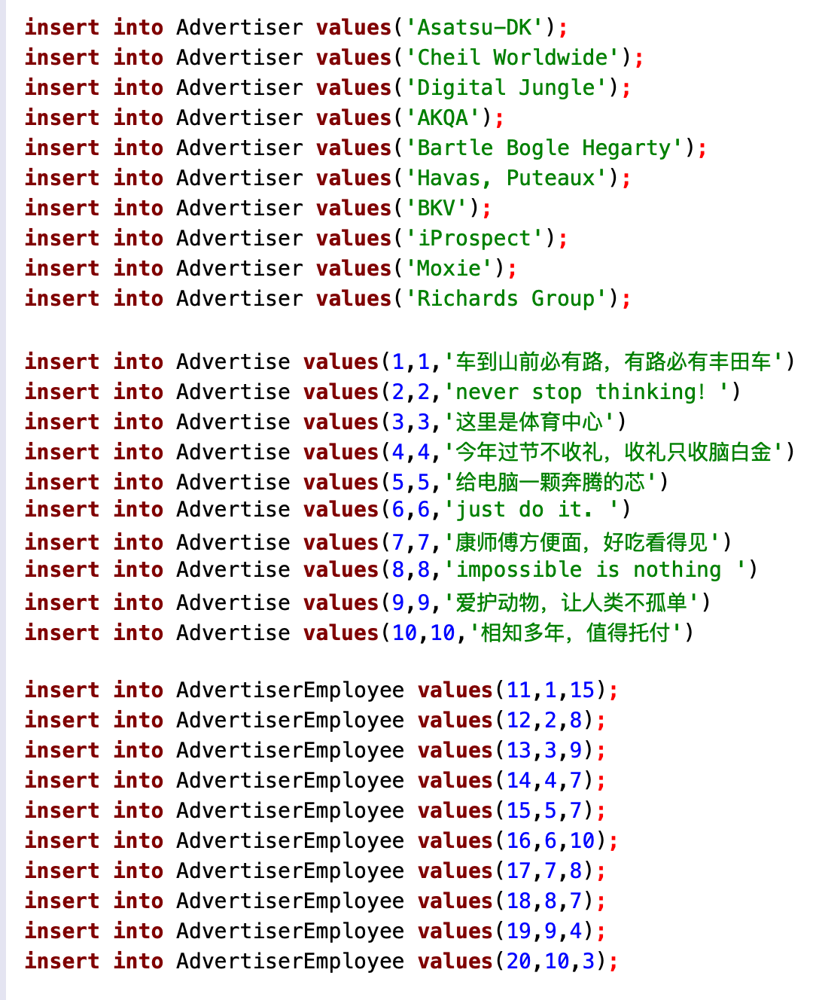 insert into Advertiser values('Asatsu-DK');
insert into Advertiser values('Cheil Worldwide');
insert into Advertiser values('Digital Jungle');
insert into Advertiser values('AKQA');
insert into Advertiser values('Bartle Bogle Hegarty');
insert into Advertiser values('Havas, Puteaux');
insert into Advertiser values('BKV');
insert into Advertiser values('iProspect');
insert into Advertiser values('Moxie');
insert into Advertiser values('Richards Group');
insert into Advertise values(1,1,'车到山前必有路，有路必有丰田车')
insert into Advertise values(2,2,'never stop thinking！')
insert into Advertise values(3,3,'这里是体育中心')
insert into Advertise values(4,4,'今年过节不收礼，收礼只收脑白金')
insert into Advertise values(5,5,'给电脑一颗奔腾的芯')
insert into Advertise values(6,6,'just do it. ')
insert into Advertise values(7,7,'康师傅方便面，好吃看得见')
insert into Advertise values(8,8,'impossible is nothing ')
insert into Advertise values(9,9,'爱护动物，让人类不孤单')
insert into Advertise values(10,10,'相知多年，值得托付')
insert into AdvertiserEmployee values(11,1,15);
insert into AdvertiserEmployee values(12,2,8);
insert into AdvertiserEmployee values(13,3,9);
insert into AdvertiserEmployee values(14,4,7);
insert into AdvertiserEmployee values(15,5,7);
insert into AdvertiserEmployee values(16,6,10);
insert into AdvertiserEmployee values(17,7,8);
insert into AdvertiserEmployee values(18,8,7);
insert into AdvertiserEmployee values(19,9,4);
insert into AdvertiserEmployee values(20,10,3);